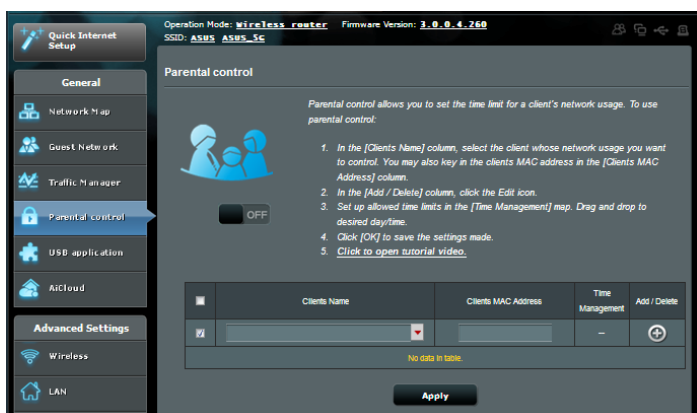 Quick Internet
Setup
Operation Mode: Wireless router Firmware Version: 3.0.0.4.260
SSID: ASUS ASUS_5G
General
Network Map
Guest Network
Traffic Manager
Parental control
USB application
AiCloud
Advanced Settings
Wireless
LAN
Parental control
OFF
Parental control allows you to set the time limit for a client's network usage. To use
parental control:
1. In the [Clients Name] column, select the client whose network usage you want
to control. You may also key in the clients MAC address in the [Clients MAC
Address] column.
2. In the [Add / Delete] column, click the Edit icon.
3. Set up allowed time limits in the [Time Management] map. Drag and drop to
desired day/time.
4. Click [OK] to save the settings made.
5. Click to open tutorial video.
Clients Name
Clients MAC Address
Time
Management
Add / Delete
--
No data in table.
Apply